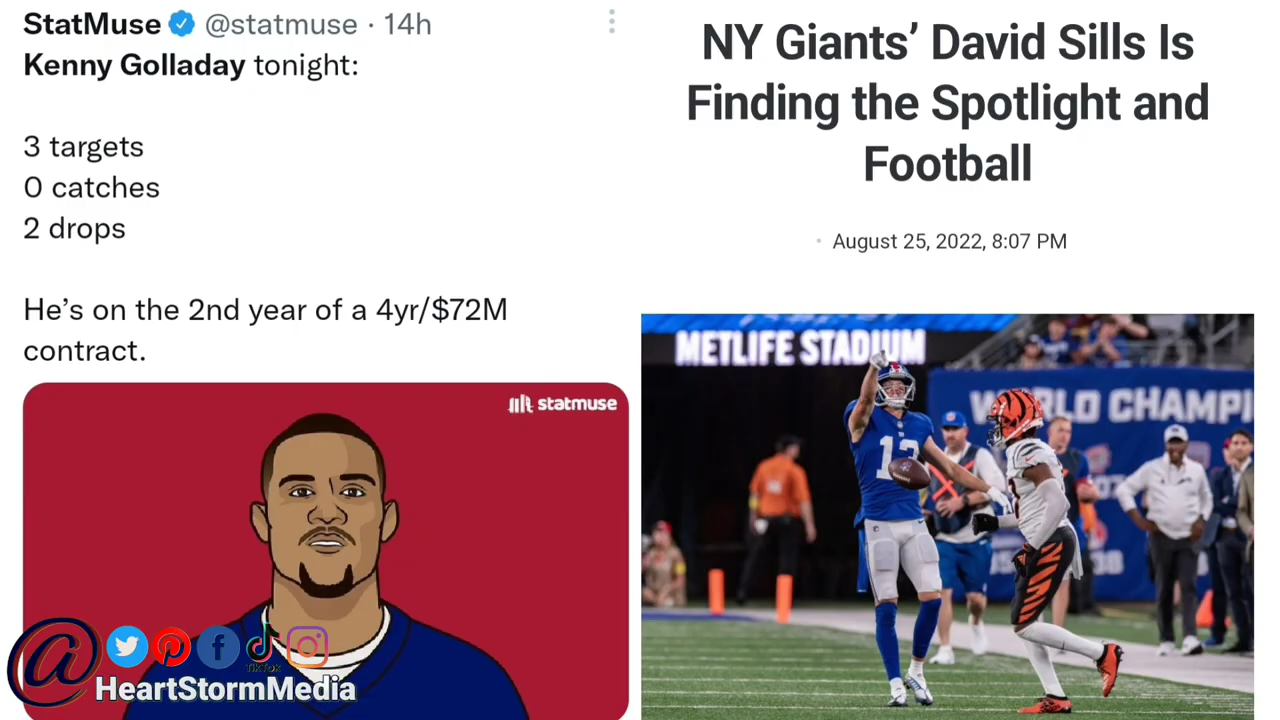 StatMuse @statmuse · 14h
Kenny Golladay tonight:
3 targets
0 catches
2 drops
He's on the 2nd year of a 4yr/$72M
contract.
statmuse
@
TikTok
HeartStormMedia
NY Giants' David Sills Is
Finding the Spotlight and
Football
• August 25, 2022, 8:07 PM
METLIFE STADIUM
WORLD CHAMPI
13